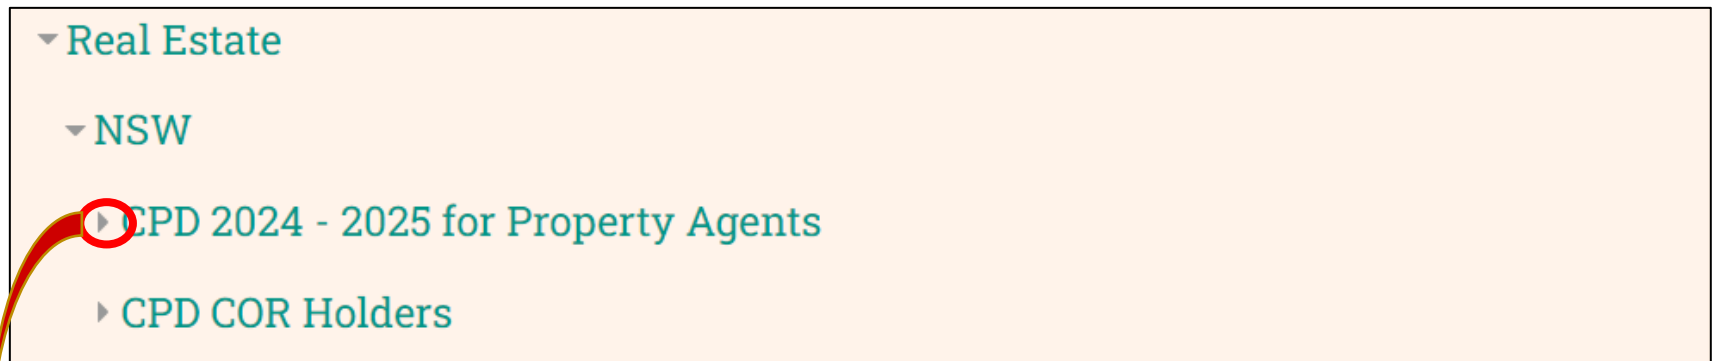 Real Estate
NSW
CPD 2024 - 2025 for Property Agents
CPD COR Holders